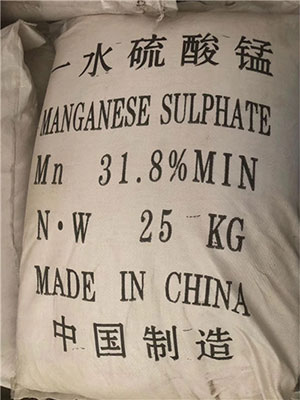 一水硫酸锰
MANGANESE SULPHATE
Mn 31.8%MIN
N·W 25 KG
MADE IN CHINA
中国制造